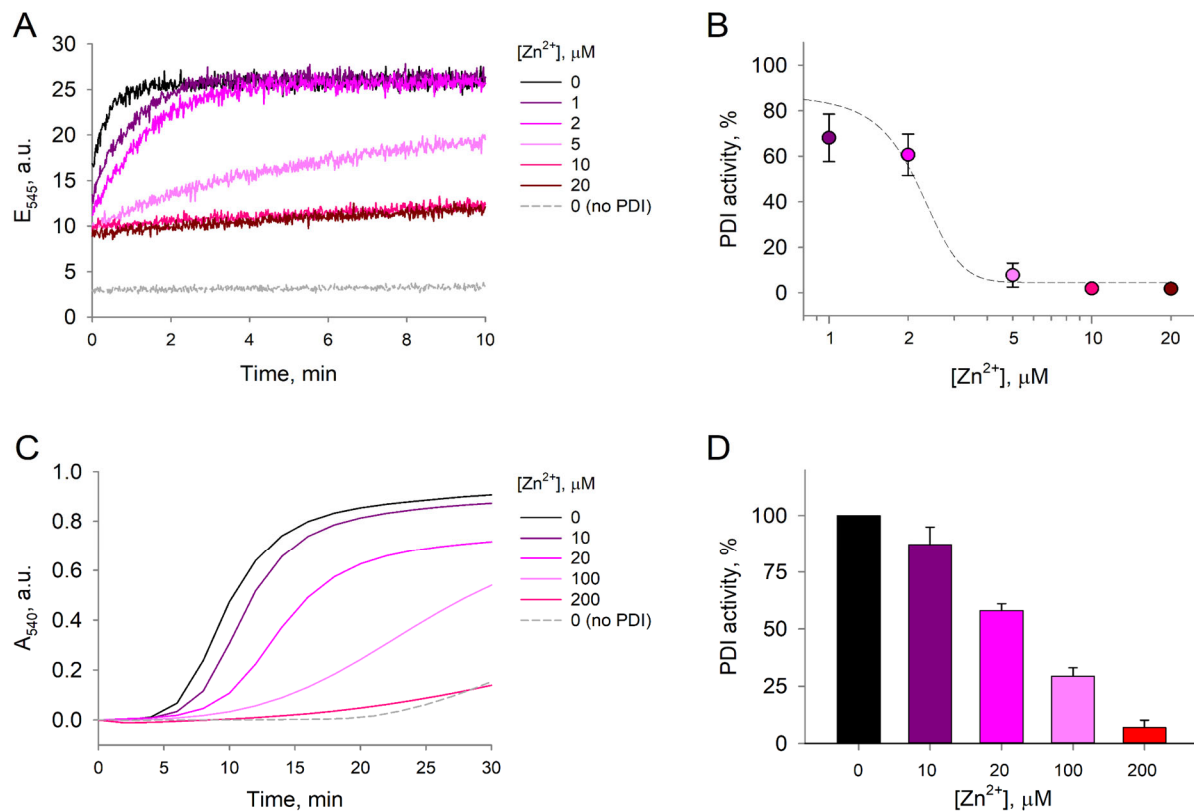 A
30
25
20
15
10
5
0
E545, a.u.
0 2 4 6 8 10
Time, min
[Zn2+], µM
0
1
2
5
10
20
0 (no PDI)
B
100
80
60
40
20
0
PDI activity, %
1 2 5 10 20
[Zn2+], µM
C
1.0
0.8
0.6
0.4
0.2
0.0
A540, a.u.
0 5 10 15 20 25 30
Time, min
[Zn2+], µM
0
10
20
100
200
0 (no PDI)
D
100
75
50
25
0
PDI activity, %
0 10 20 100 200
[Zn2+], µM